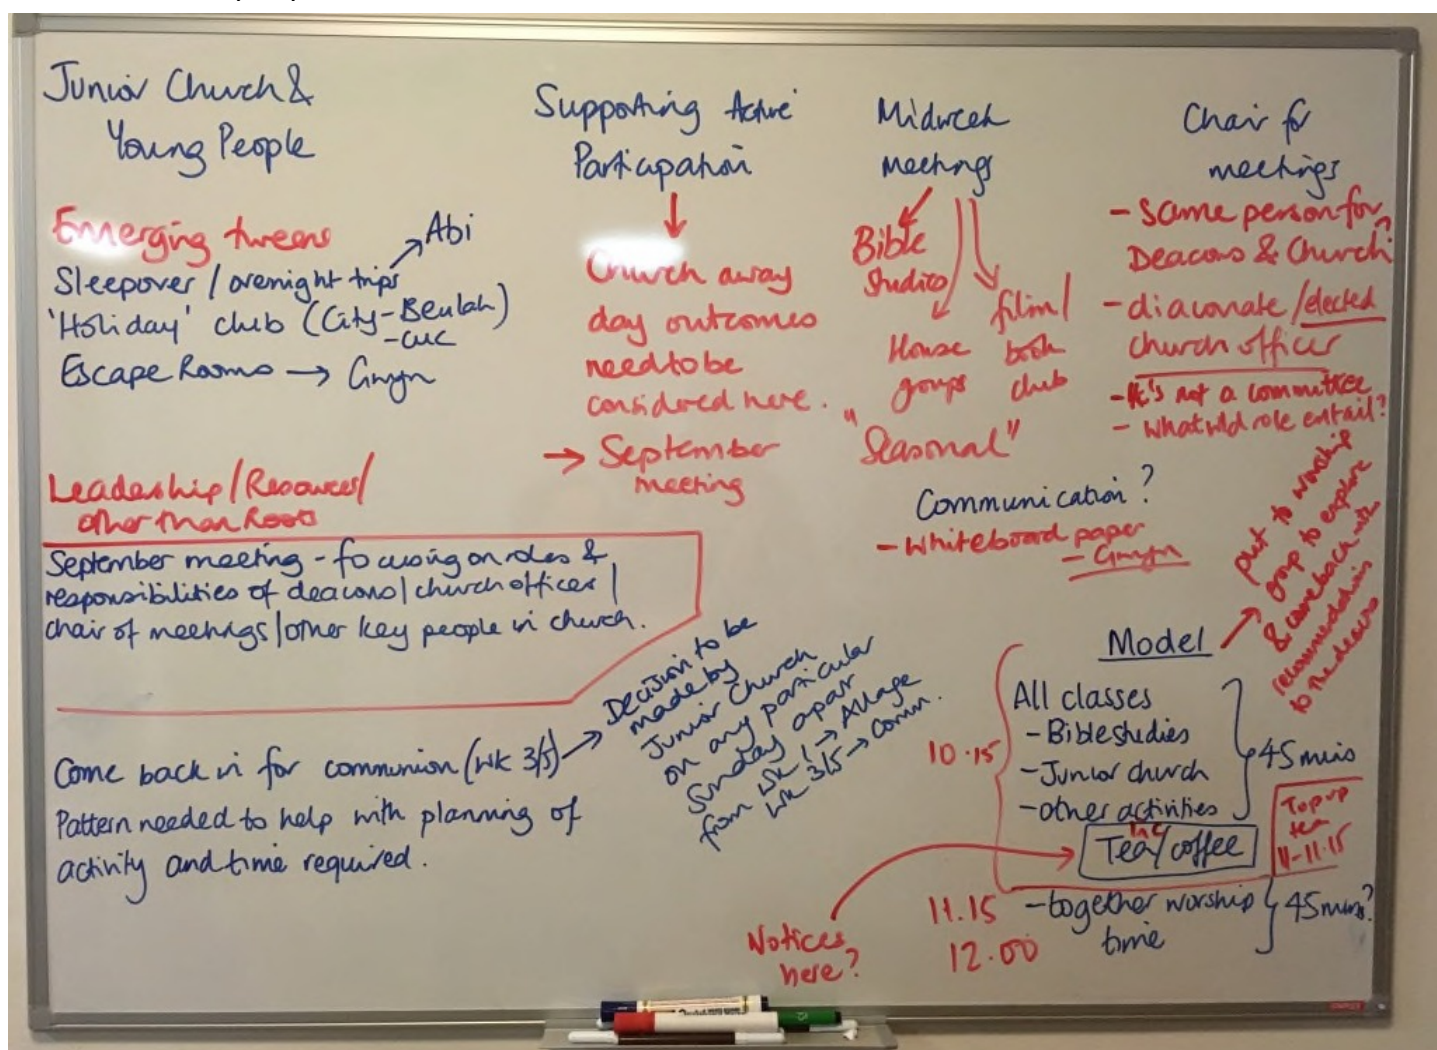 Junior Church &
Young People
Emerging tweens
Sleepover / overnight trips → Abi
'Holiday' club (City - Beulah)
- CUC
Escape Rooms → Gwyn
Leadership / Resources /
other than Roots
September meeting - focusing on roles &
responsibilities of deacons / church officers /
chair of meetings / other key people in church.
Come back in for communion (wk 3/5) →
Pattern needed to help with planning of
activity and time required.
Decision to be
made by
Junior Church
on any particular
Sunday apart
from wk 1 → All age
wk 3/5 → Comm.
Supporting Active
Participation
Church away
day outcomes
need to be
considered here.
→ September
meeting
Midweek
Meetings
Bible
studies
House
groups
film /
book
club
"Seasonal"
Communication?
- Whiteboard paper
- Gwyn
Chair for
meetings
- Same person for
Deacons & Church?
- diaconate / elected
church officer
- It's not a committee
- What wld role entail?
Model →
put to worship
group to explore
& come back with
recommendations
to the deacons
10.15
All classes
- Bible studies
- Junior church
- other activities
45 mins
inc
Tea / coffee
Top up
tea
11-11.15
11.15 - together worship
time
45 mins?
12.00
Notices
here?